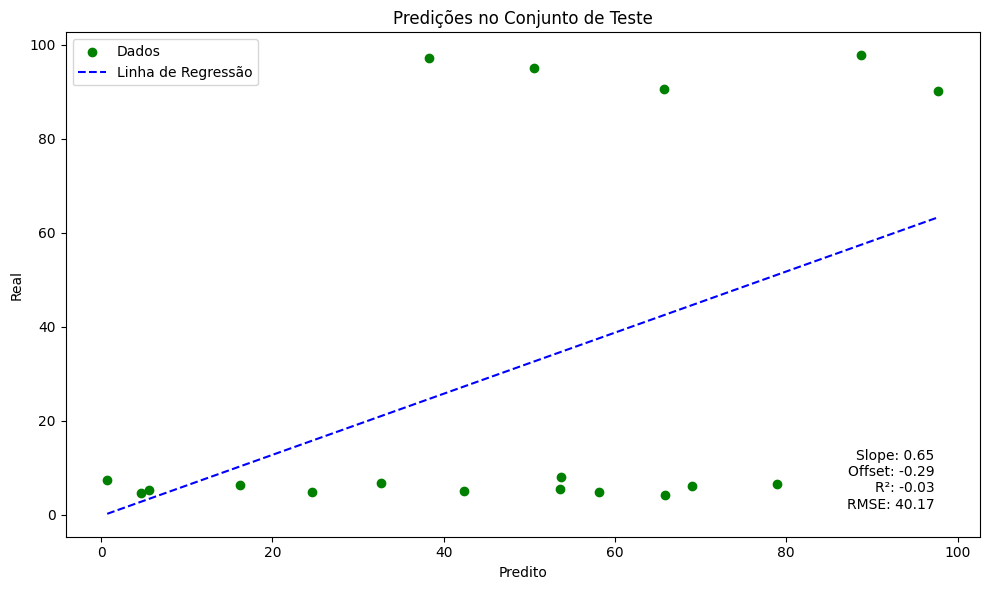 Predições no Conjunto de Teste
Dados
Linha de Regressão
Real
100
80
60
40
20
0
Slope: 0.65
Offset: -0.29
R²: -0.03
RMSE: 40.17
0 20 40 60 80 100
Predito